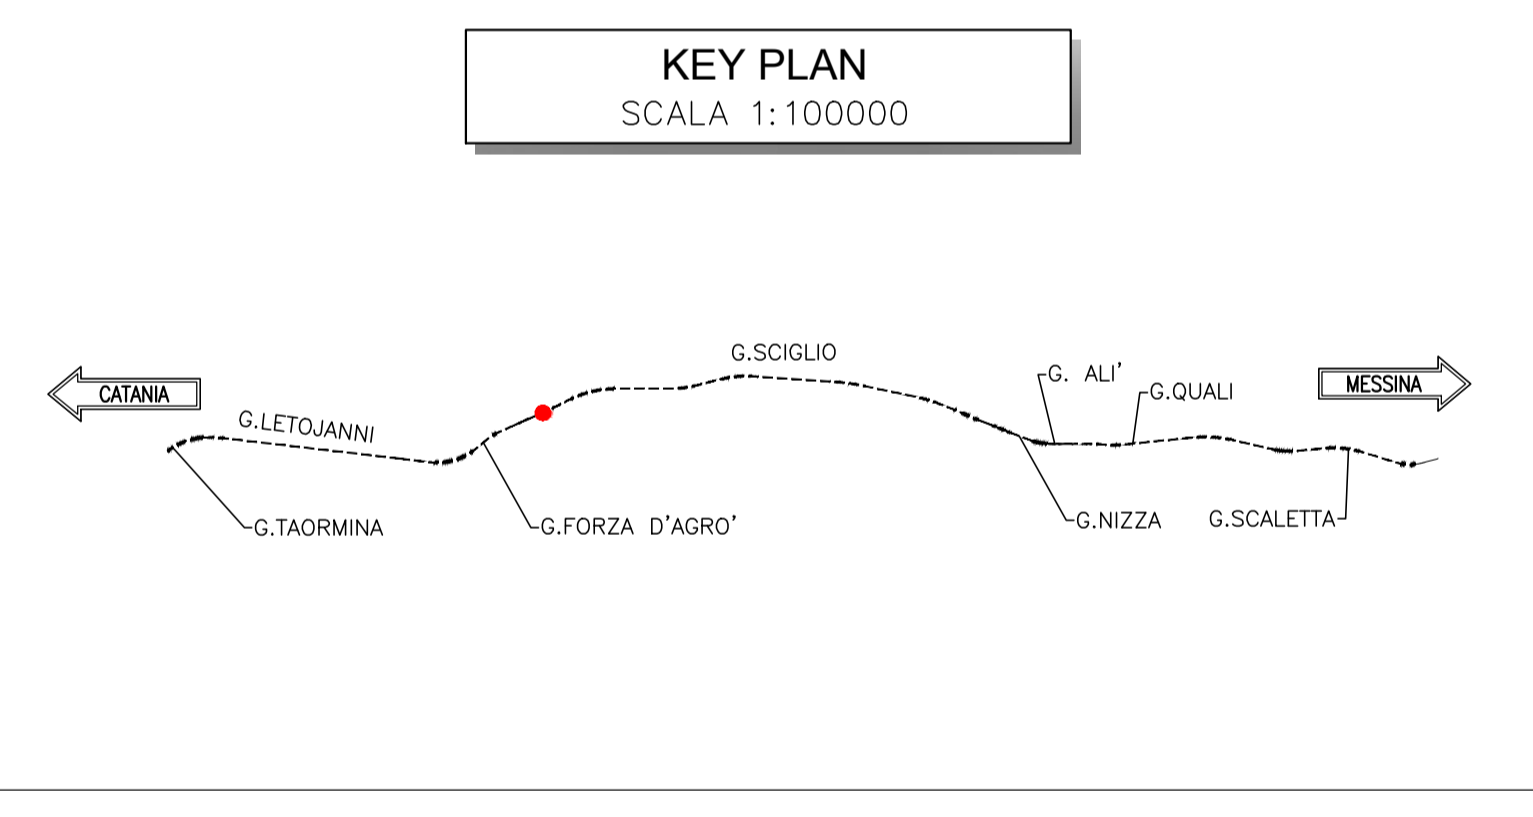 KEY PLAN
SCALA 1:100000
G.SCIGLIO
G. ALI'
G.QUALI
CATANIA
MESSINA
G.LETOJANNI
G.TAORMINA
G.FORZA D'AGRO'
G.NIZZA
G.SCALETTA